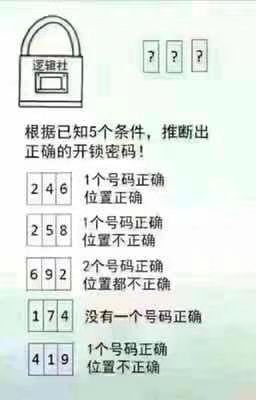 逻辑社
? ? ?
根据已知5个条件，推断出
正确的开锁密码！
2 4 6 1个号码正确
位置正确
2 5 8 1个号码正确
位置不正确
6 9 2 2个号码正确
位置都不正确
1 7 4 没有一个号码正确
4 1 9 1个号码正确
位置不正确